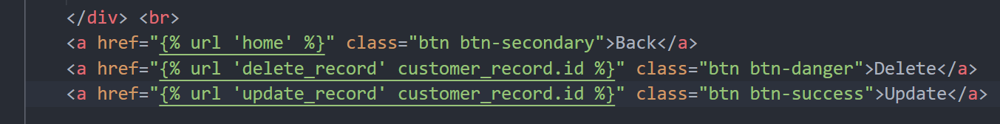 </div> <br>
<a href="{% url 'home' %}" class="btn btn-secondary">Back</a>
<a href="{% url 'delete_record' customer_record.id %}" class="btn btn-danger">Delete</a>
<a href="{% url 'update_record' customer_record.id %}" class="btn btn-success">Update</a>